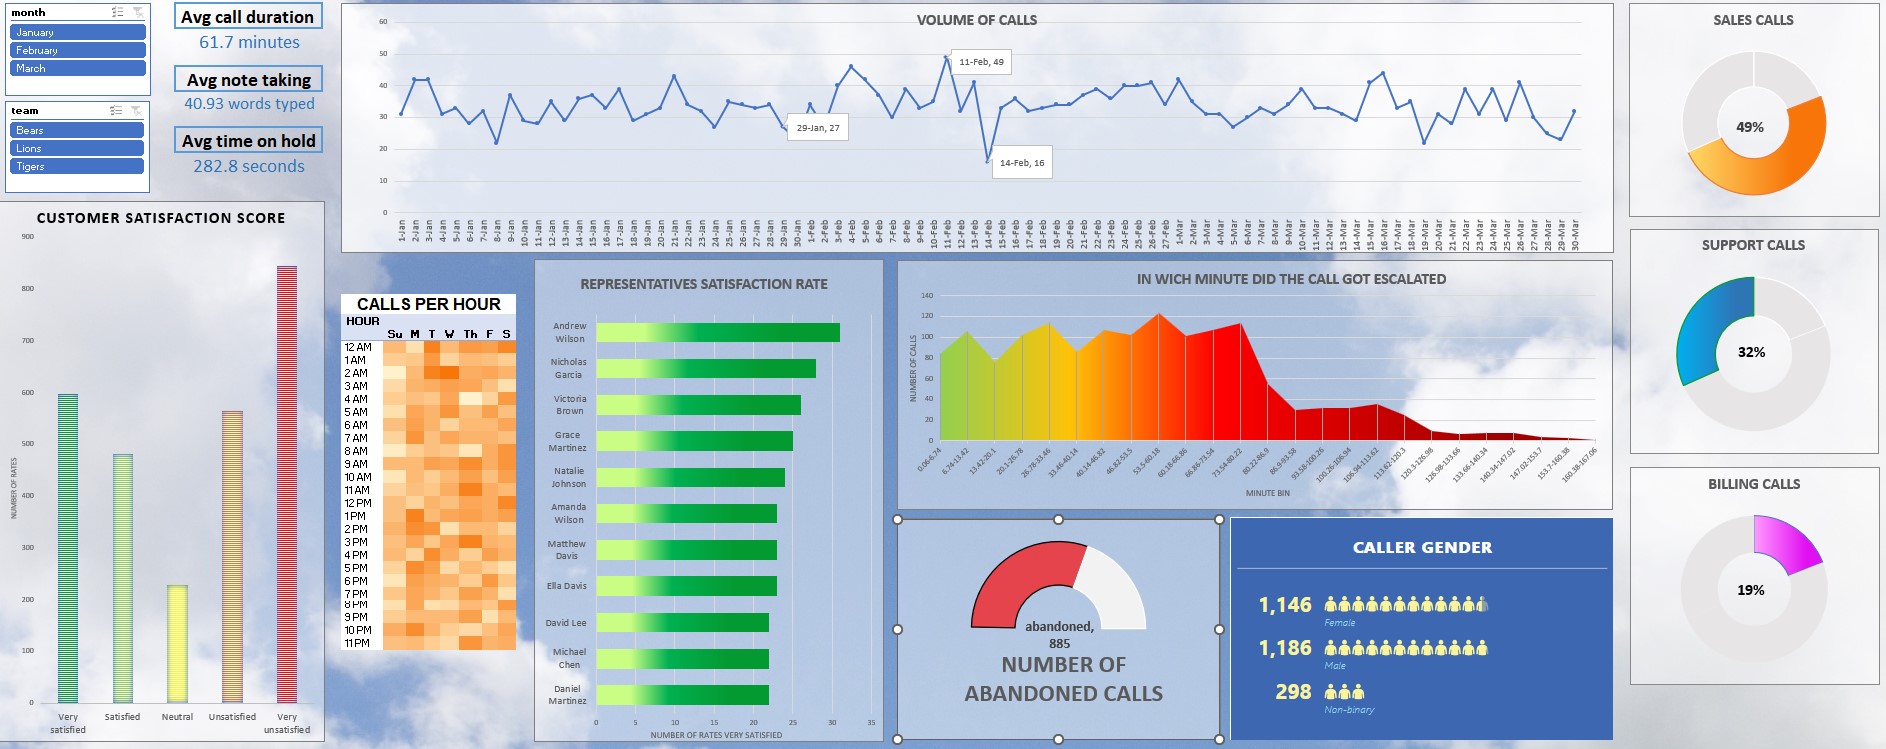 month
January
February
March
team
Bears
Lions
Tigers
Avg call duration
61.7 minutes
Avg note taking
40.93 words typed
Avg time on hold
282.8 seconds
VOLUME OF CALLS
60
50
40
30
20
10
0
11-Feb, 49
29-Jan, 27
14-Feb, 16
1-Jan
2-Jan
3-Jan
4-Jan
5-Jan
6-Jan
7-Jan
8-Jan
9-Jan
10-Jan
11-Jan
12-Jan
13-Jan
14-Jan
15-Jan
16-Jan
17-Jan
18-Jan
19-Jan
20-Jan
21-Jan
22-Jan
23-Jan
24-Jan
25-Jan
26-Jan
27-Jan
28-Jan
29-Jan
30-Jan
1-Feb
2-Feb
3-Feb
4-Feb
5-Feb
6-Feb
7-Feb
8-Feb
9-Feb
10-Feb
11-Feb
12-Feb
13-Feb
14-Feb
15-Feb
16-Feb
17-Feb
18-Feb
19-Feb
20-Feb
21-Feb
22-Feb
23-Feb
24-Feb
25-Feb
26-Feb
27-Feb
1-Mar
2-Mar
3-Mar
4-Mar
5-Mar
6-Mar
7-Mar
8-Mar
9-Mar
10-Mar
11-Mar
12-Mar
13-Mar
14-Mar
15-Mar
16-Mar
17-Mar
18-Mar
19-Mar
20-Mar
21-Mar
22-Mar
23-Mar
24-Mar
25-Mar
26-Mar
27-Mar
28-Mar
29-Mar
30-Mar
SALES CALLS
49%
CUSTOMER SATISFACTION SCORE
900
800
700
600
500
400
300
200
100
0
NUMBER OF RATES
Very
satisfied
Satisfied
Neutral
Unsatisfied
Very
unsatisfied
CALLS PER HOUR
HOUR
Su M T W Th F S
12 AM
1 AM
2 AM
3 AM
4 AM
5 AM
6 AM
7 AM
8 AM
9 AM
10 AM
11 AM
12 PM
1 PM
2 PM
3 PM
4 PM
5 PM
6 PM
7 PM
8 PM
9 PM
10 PM
11 PM
REPRESENTATIVES SATISFACTION RATE
Andrew
Wilson
Nicholas
Garcia
Victoria
Brown
Grace
Martinez
Natalie
Johnson
Amanda
Wilson
Matthew
Davis
Ella Davis
David Lee
Michael
Chen
Daniel
Martinez
0 5 10 15 20 25 30 35
NUMBER OF RATES VERY SATISFIED
IN WICH MINUTE DID THE CALL GOT ESCALATED
140
120
100
80
60
40
20
0
NUMBER OF CALLS
0.06-6.74
6.74-13.42
13.42-20.1
20.1-26.78
26.78-33.46
33.46-40.14
40.14-46.82
46.82-53.5
53.5-60.18
60.18-66.86
66.86-73.54
73.54-80.22
80.22-86.9
86.9-93.58
93.58-100.26
100.26-106.94
106.94-113.62
113.62-120.3
120.3-126.98
126.98-133.66
133.66-140.34
140.34-147.02
147.02-153.7
153.7-160.38
160.38-167.06
MINUTE BIN
SUPPORT CALLS
32%
abandoned,
885
NUMBER OF
ABANDONED CALLS
CALLER GENDER
1,146
Female
1,186
Male
298
Non-binary
BILLING CALLS
19%